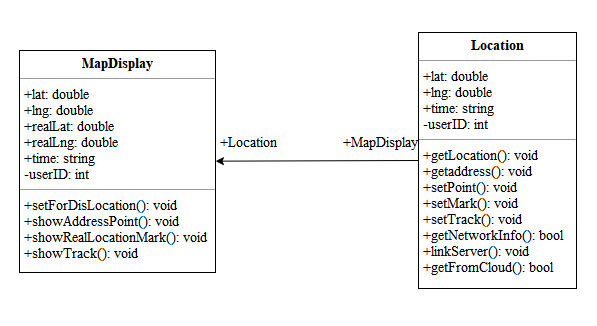 MapDisplay
+lat: double
+lng: double
+realLat: double
+realLng: double
+time: string
-userID: int
+setForDisLocation(): void
+showAddressPoint(): void
+showRealLocationMark(): void
+showTrack(): void
+Location
+MapDisplay
Location
+lat: double
+lng: double
+time: string
-userID: int
+getLocation(): void
+getaddress(): void
+setPoint(): void
+setMark(): void
+setTrack(): void
+getNetworkInfo(): bool
+linkServer(): void
+getFromCloud(): bool